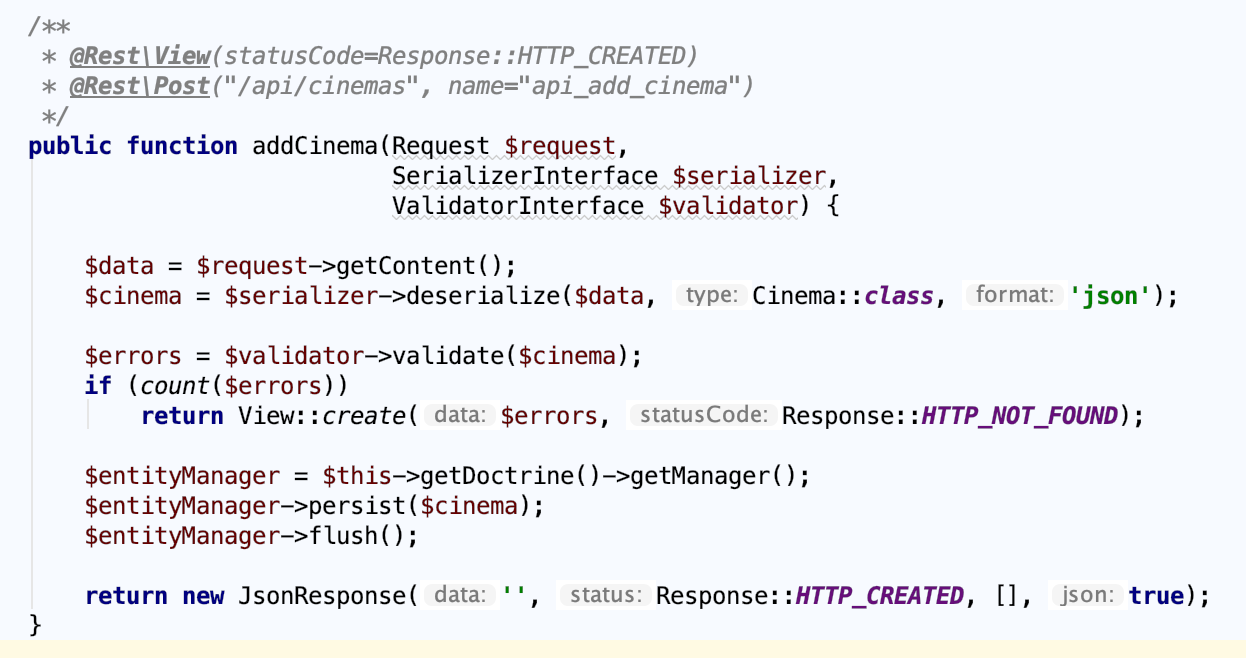 /**
 * @Rest\View(statusCode=Response::HTTP_CREATED)
 * @Rest\Post("/api/cinemas", name="api_add_cinema")
 */
public function addCinema(Request $request,
                          SerializerInterface $serializer,
                          ValidatorInterface $validator) {

    $data = $request->getContent();
    $cinema = $serializer->deserialize($data, type: Cinema::class, format: 'json');

    $errors = $validator->validate($cinema);
    if (count($errors))
        return View::create( data: $errors, statusCode: Response::HTTP_NOT_FOUND);

    $entityManager = $this->getDoctrine()->getManager();
    $entityManager->persist($cinema);
    $entityManager->flush();

    return new JsonResponse( data: '', status: Response::HTTP_CREATED, [], json: true);
}